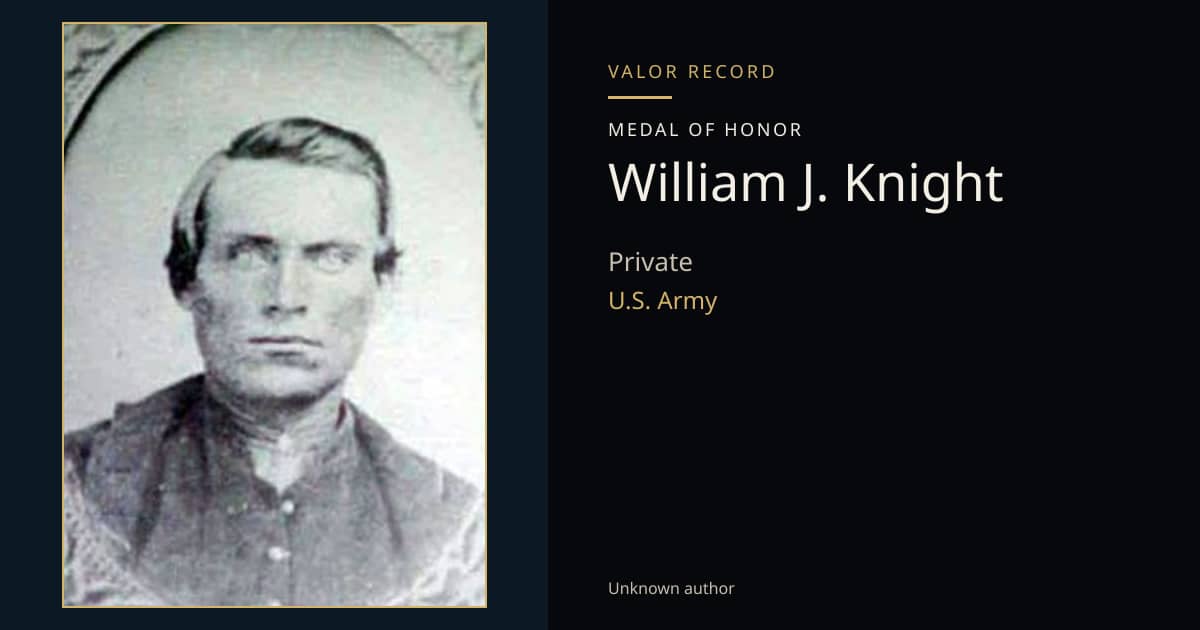 VALOR RECORD
MEDAL OF HONOR
William J. Knight
Private
U.S. Army
Unknown author